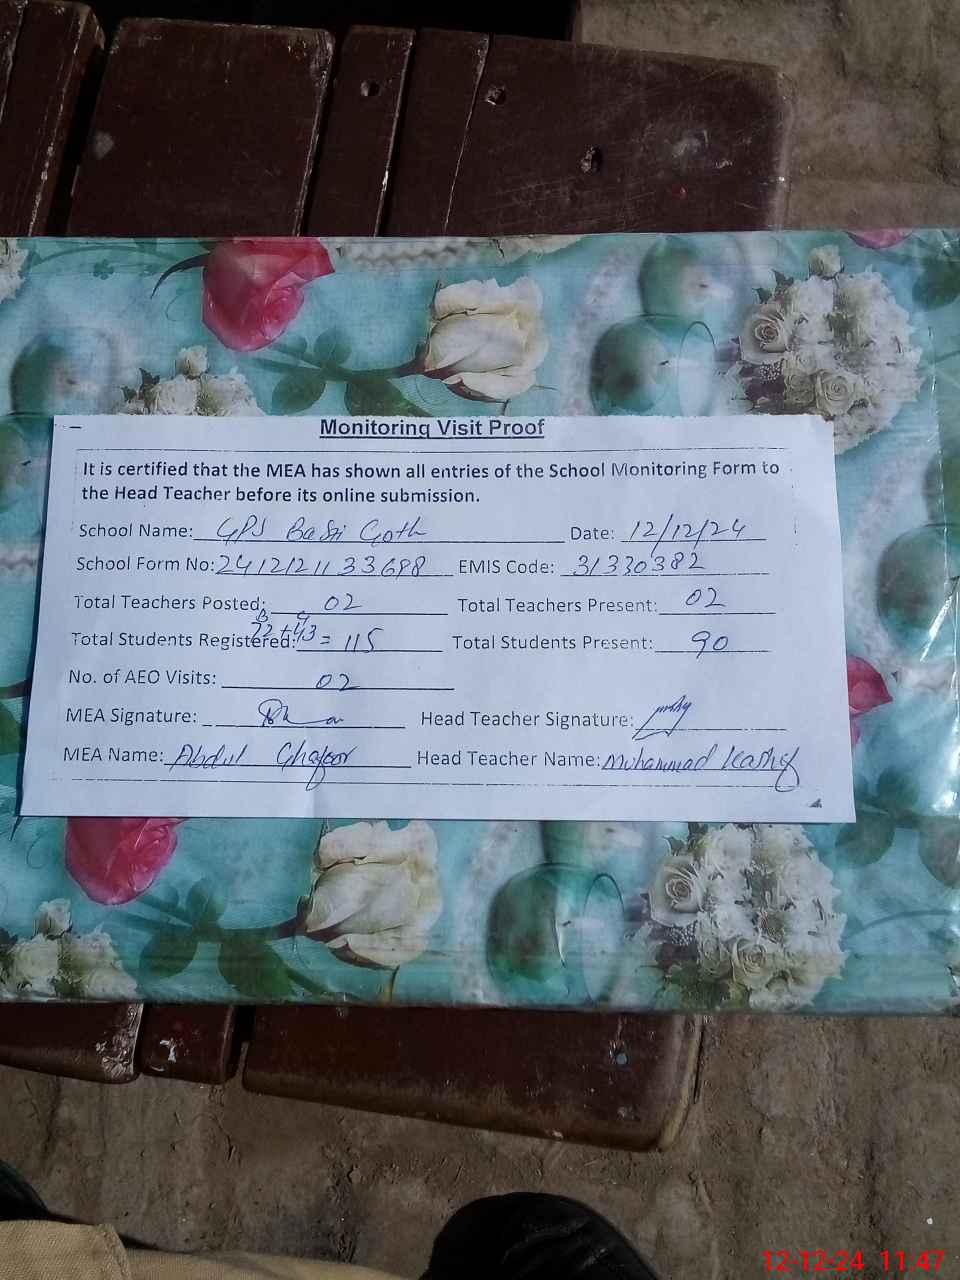 Monitoring Visit Proof
It is certified that the MEA has shown all entries of the School Monitoring Form to
the Head Teacher before its online submission.
School Name: GPS Goth Date: 12/12/24
School Form No: EMIS Code: 31330382
Total Teachers Posted: 02 Total Teachers Present: 02
B G
Total Students Registered: 72+43 = 115 Total Students Present: 90
No. of AEO Visits: 02
MEA Signature: Head Teacher Signature:
MEA Name: Abdul Ghafoor Head Teacher Name: Muhammad Kashif
12-12-24 11:47